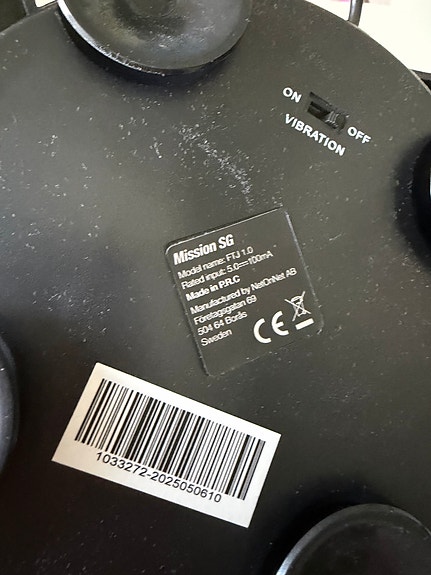 ON
OFF
VIBRATION
Mission SG
Model name: FTJ 1.0
Rated input: 5.0⎓100mA
Made in P.R.C
Manufactured by NetOnNet AB
Företagsgatan 69
504 64 Borås
Sweden
CE
1033272-2025050610